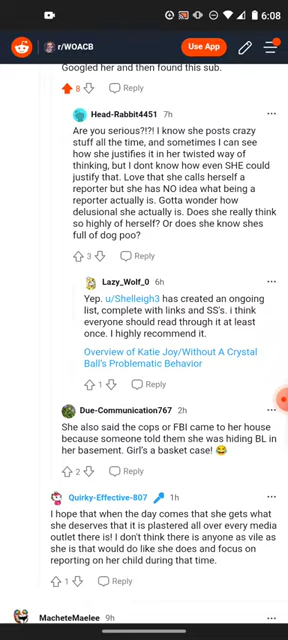 6:08
r/WOACB
Use App
Googled her and then found this sub.
8
Reply
Head-Rabbit4451 7h
Are you serious?!?! I know she posts crazy
stuff all the time, and sometimes I can
see how she justifies it in her twisted way of
thinking, but I dont know how even SHE could
justify that. Love that she calls herself a
reporter but she has NO idea what being a
reporter actually is. Gotta wonder how
delusional she actually is. Does she really think
so highly of herself? Or does she know shes
full of dog poo?
3
Reply
Lazy_Wolf_0 6h
Yep. u/Shelleigh3 has created an ongoing
list, complete with links and SS's. i think
everyone should read through it at least
once. I highly recommend it.
Overview of Katie Joy/Without A Crystal
Ball's Problematic Behavior
1
Reply
Due-Communication767 2h
She also said the cops or FBI came to her house
because someone told them she was hiding BL in
her basement. Girl's a basket case! 😂
2
Reply
Quirky-Effective-807 1h
I hope that when the day comes that she gets what
she deserves that it is plastered all over every media
outlet there is! I don't think there is anyone as vile as
she is that would do like she does and focus on
reporting on her child during that time.
1
Reply
MacheteMaelee 9h